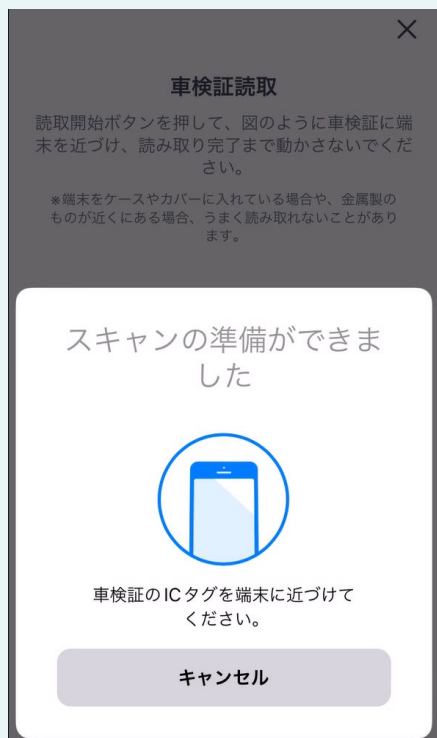 車検証読取
読取開始ボタンを押して、図のように車検証に端
末を近づけ、読み取り完了まで動かさないでくだ
さい。
※端末をケースやカバーに入れている場合や、金属製の
ものが近くにある場合、うまく読み取れないことがあり
ます。
スキャンの準備ができま
した
車検証のICタグを端末に近づけて
ください。
キャンセル